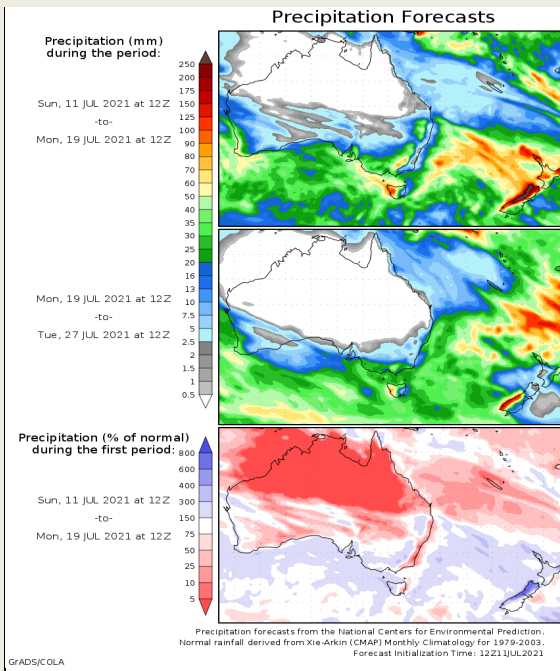 Precipitation Forecasts
Precipitation (mm)
during the period:
Sun, 11 JUL 2021 at 12Z
-to-
Mon, 19 JUL 2021 at 12Z
250
200
175
150
125
100
90
80
70
60
50
40
35
30
25
20
16
13
10
7.5
5
2.5
2
1.5
1
0.5
Mon, 19 JUL 2021 at 12Z
-to-
Tue, 27 JUL 2021 at 12Z
Precipitation (% of normal)
during the first period:
Sun, 11 JUL 2021 at 12Z
-to-
Mon, 19 JUL 2021 at 12Z
800
600
400
300
150
75
50
25
10
5
Precipitation forecasts from the National Centers for Environmental Prediction.
Normal rainfall derived from Xie-Arkin (CMAP) Monthly Climatology for 1979-2003.
Forecast Initialization Time: 12Z11JUL2021
GrADS/COLA